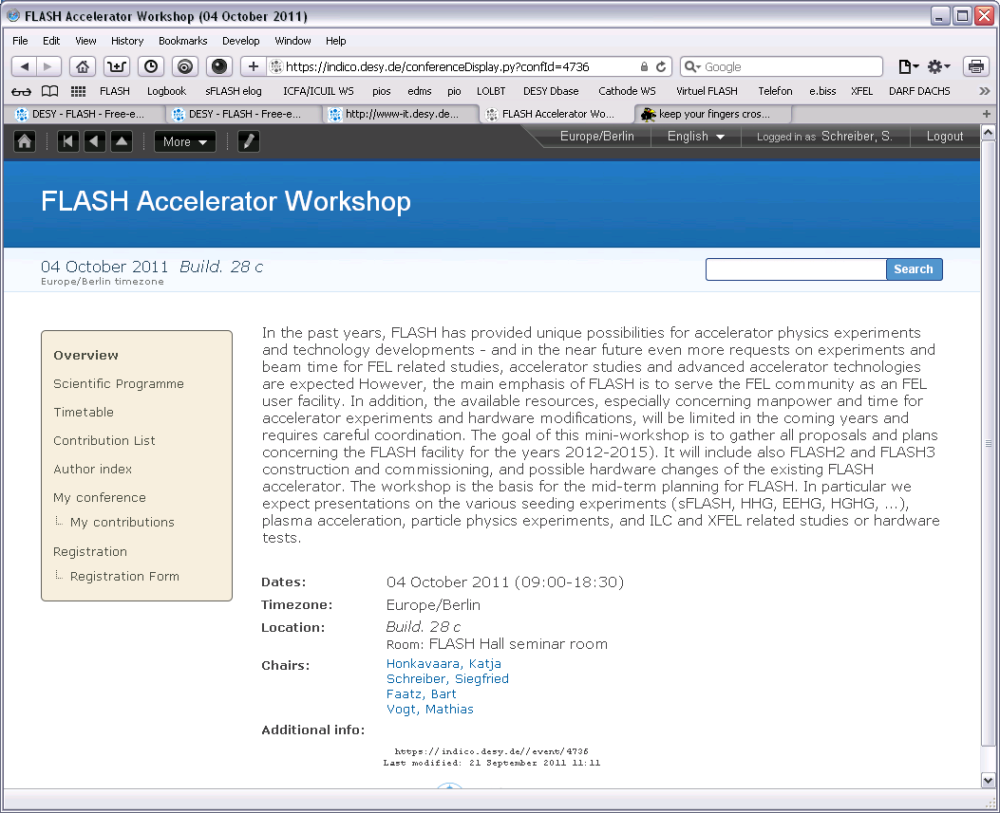 FLASH Accelerator Workshop (04 October 2011)
File Edit View History Bookmarks Develop Window Help
https://indico.desy.de/conferenceDisplay.py?confId=4736 Google
FLASH Logbook sFLASH elog ICFA/ICUIL WS pios edms pio LOLBT DESY Dbase Cathode WS Virtuel FLASH Telefon e.biss XFEL DARF DACHS »
DESY - FLASH - Free-e... DESY - FLASH - Free-e... http://www-it.desy.de... FLASH Accelerator Wo... keep your fingers cros... +
More Europe/Berlin English Logged in as Schreiber, S. Logout
FLASH Accelerator Workshop
04 October 2011 Build. 28 c
Search
Europe/Berlin timezone
Overview
Scientific Programme
Timetable
Contribution List
Author index
My conference
My contributions
Registration
Registration Form
In the past years, FLASH has provided unique possibilities for accelerator physics experiments
and technology developments - and in the near future even more requests on experiments and
beam time for FEL related studies, accelerator studies and advanced accelerator technologies
are expected However, the main emphasis of FLASH is to serve the FEL community as an FEL
user facility. In addition, the available resources, especially concerning manpower and time for
accelerator experiments and hardware modifications, will be limited in the coming years and
requires careful coordination. The goal of this mini-workshop is to gather all proposals and plans
concerning the FLASH facility for the years 2012-2015). It will include also FLASH2 and FLASH3
construction and commissioning, and possible hardware changes of the existing FLASH
accelerator. The workshop is the basis for the mid-term planning for FLASH. In particular we
expect presentations on the various seeding experiments (sFLASH, HHG, EEHG, HGHG, ...),
plasma acceleration, particle physics experiments, and ILC and XFEL related studies or hardware
tests.
Dates: 04 October 2011 (09:00-18:30)
Timezone: Europe/Berlin
Location: Build. 28 c
Room: FLASH Hall seminar room
Chairs: Honkavaara, Katja
Schreiber, Siegfried
Faatz, Bart
Vogt, Mathias
Additional info:
https://indico.desy.de//event/4736
Last modified: 21 September 2011 11:11